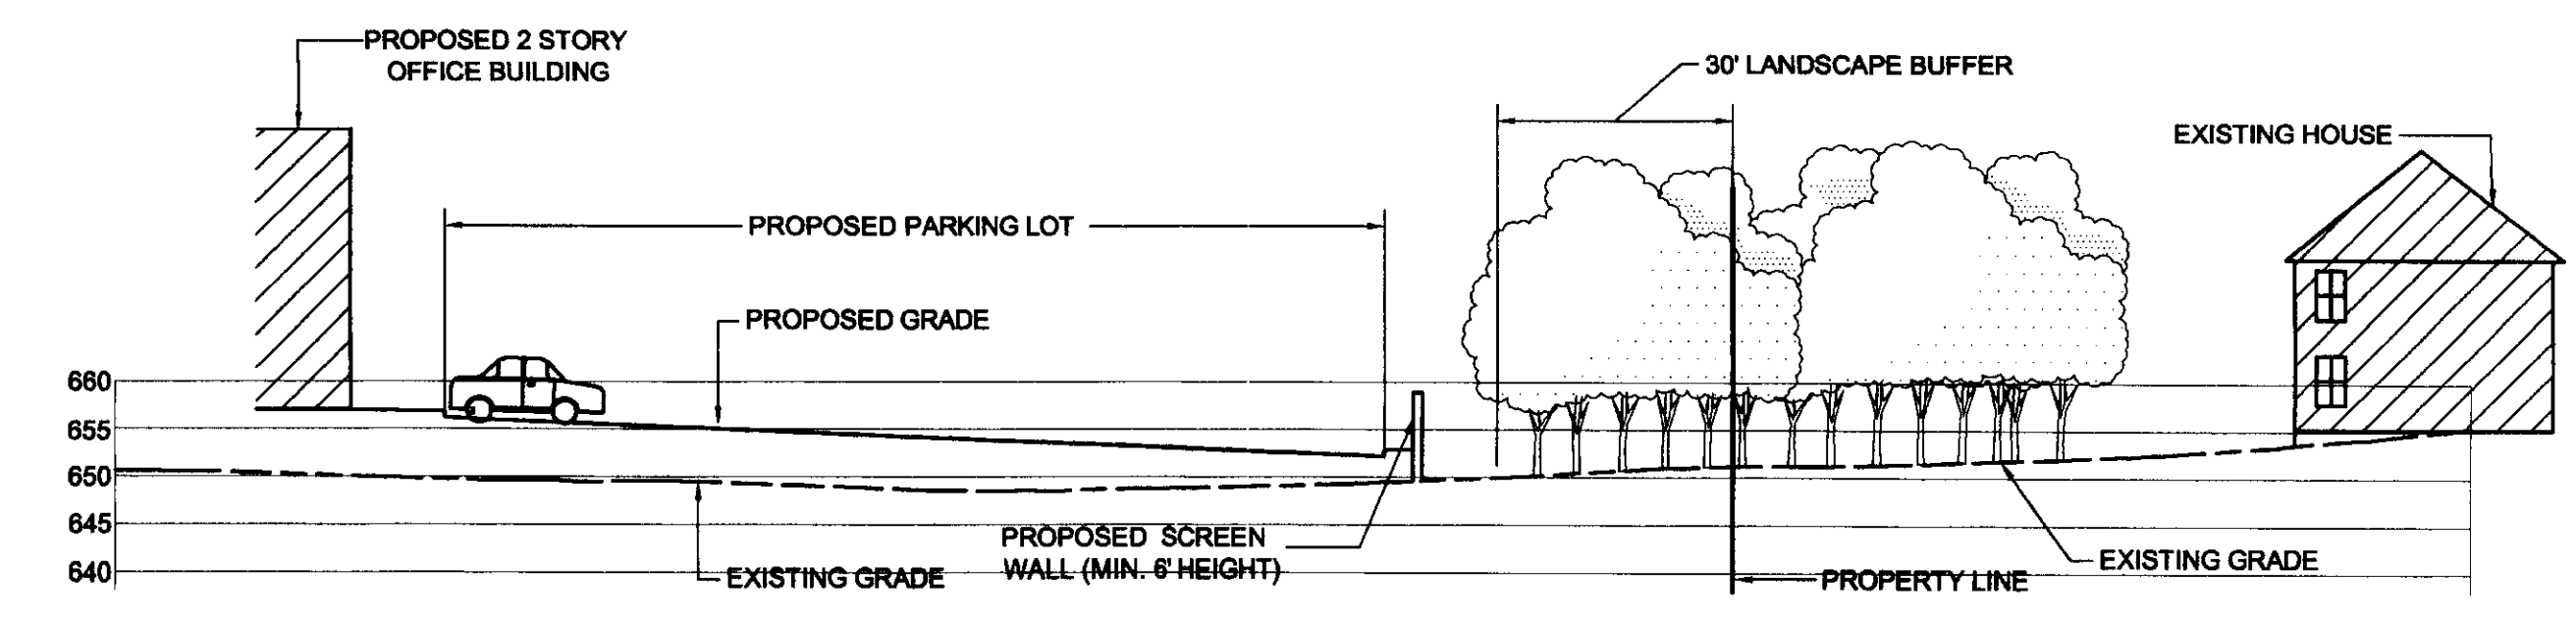 PROPOSED 2 STORY
OFFICE BUILDING
30' LANDSCAPE BUFFER
EXISTING HOUSE
PROPOSED PARKING LOT
PROPOSED GRADE
660
655
650
645
640
PROPOSED SCREEN
WALL (MIN. 6' HEIGHT)
EXISTING GRADE
EXISTING GRADE
PROPERTY LINE